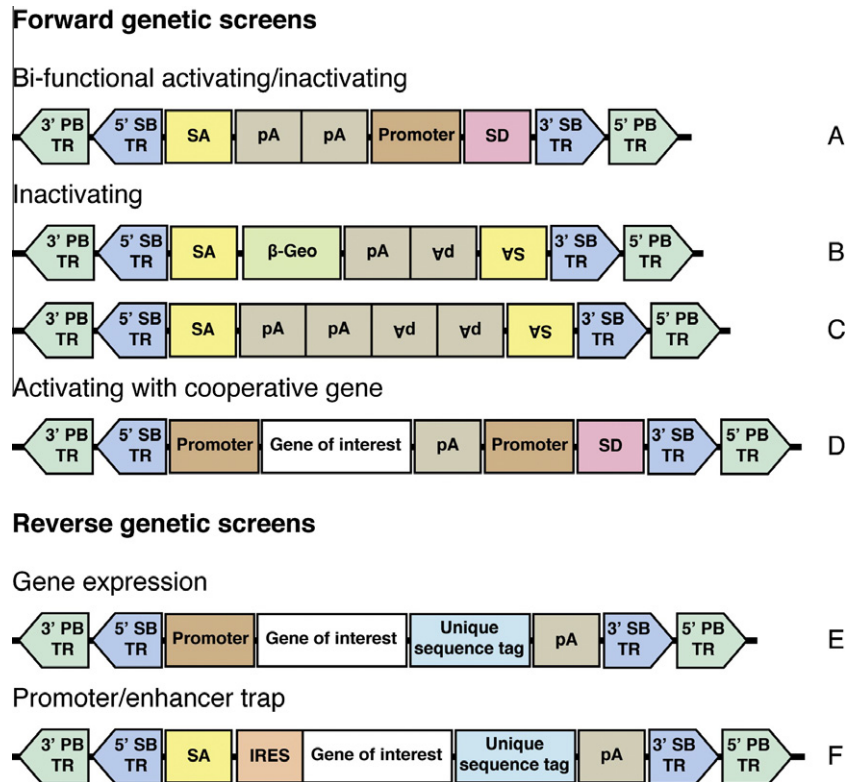 Forward genetic screens
Bi-functional activating/inactivating
3' PB TR 5' SB TR SA pA pA Promoter SD 3' SB TR 5' PB TR A
Inactivating
3' PB TR 5' SB TR SA β-Geo pA pA SA 3' SB TR 5' PB TR B
3' PB TR 5' SB TR SA pA pA pA pA SA 3' SB TR 5' PB TR C
Activating with cooperative gene
3' PB TR 5' SB TR Promoter Gene of interest pA Promoter SD 3' SB TR 5' PB TR D
Reverse genetic screens
Gene expression
3' PB TR 5' SB TR Promoter Gene of interest Unique sequence tag pA 3' SB TR 5' PB TR E
Promoter/enhancer trap
3' PB TR 5' SB TR SA IRES Gene of interest Unique sequence tag pA 3' SB TR 5' PB TR F